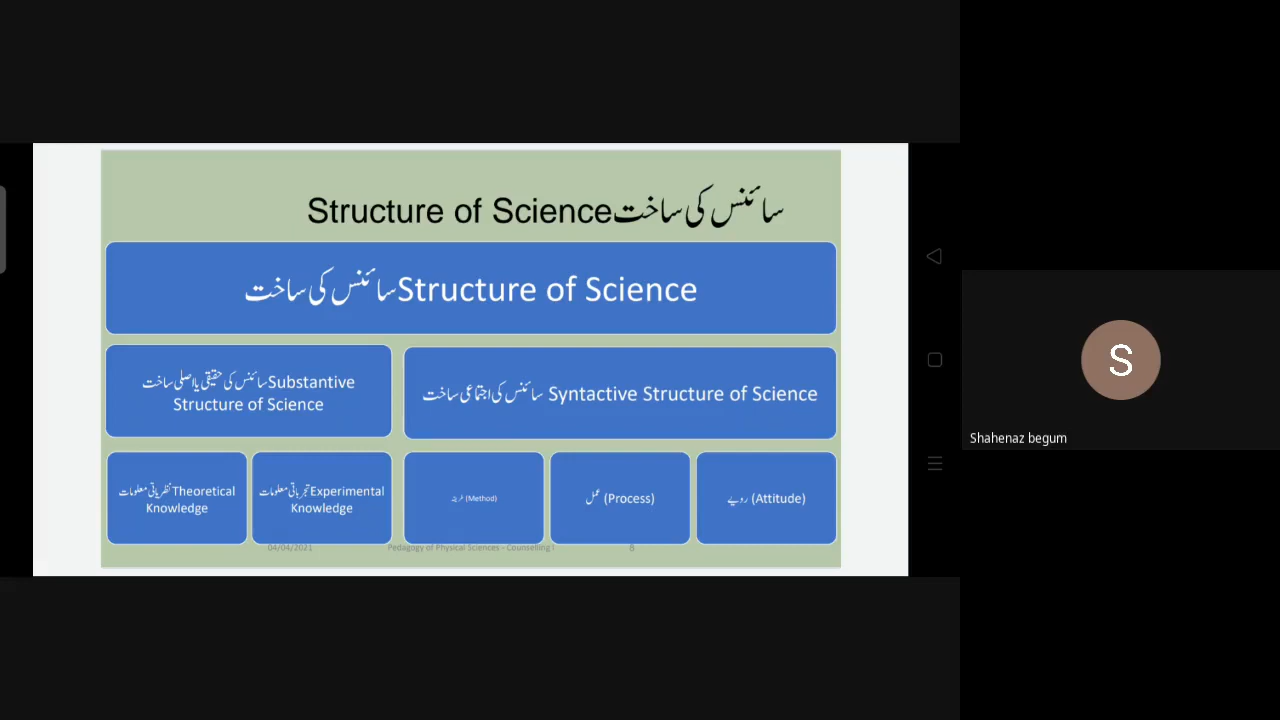 سائنس کی ساخت Structure of Science
سائنس کی ساخت Structure of Science
سائنس کی حقیقی یا اصلی ساخت Substantive
Structure of Science
سائنس کی اجتماعی ساخت Syntactive Structure of Science
نظریاتی معلومات Theoretical
Knowledge
تجرباتی معلومات Experimental
Knowledge
طریقہ (Method)
عمل (Process)
رویے (Attitude)
04/04/2021
Pedagogy of Physical Sciences - Counselling I
S
Shahenaz begum